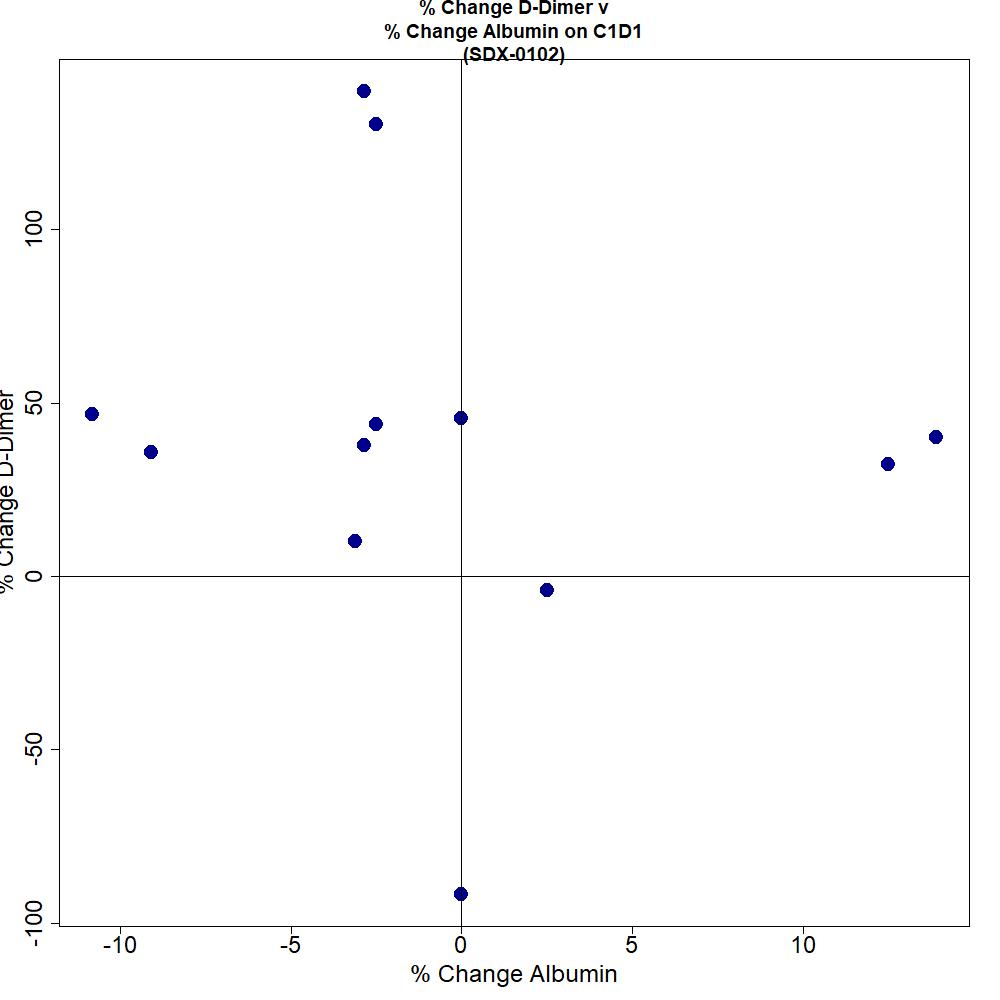 % Change D-Dimer v
% Change Albumin on C1D1
(SDX-0102)
% Change D-Dimer
100
50
0
-50
-100
-10
-5
0
5
10
% Change Albumin